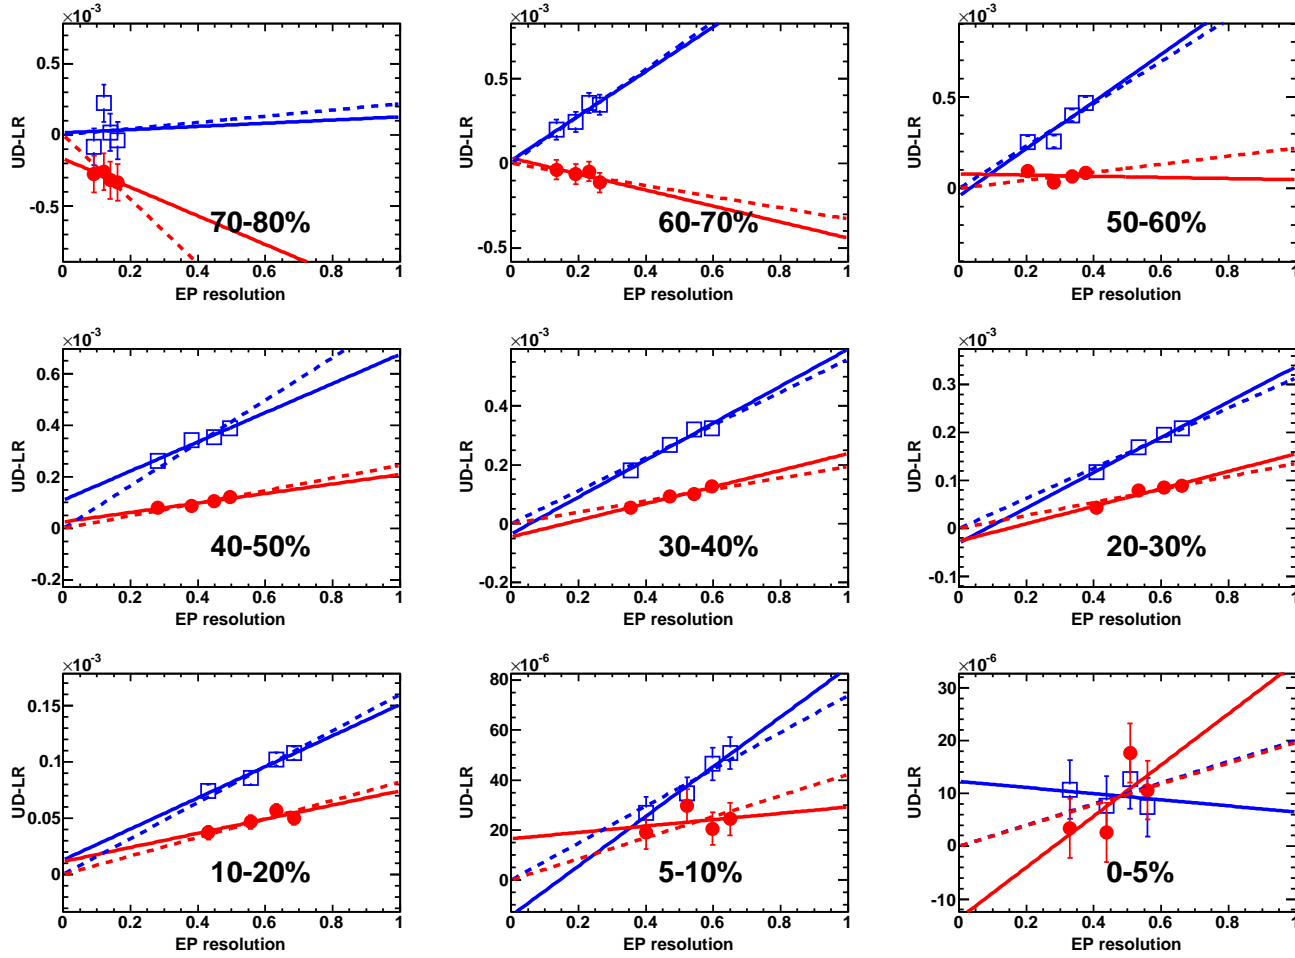 ×10⁻³ ×10⁻³ ×10⁻³
UD-LR UD-LR UD-LR
0.5 0.5 0.5
0 0 0
-0.5 -0.5
70-80% 60-70% 50-60%
0 0.2 0.4 0.6 0.8 1 0 0.2 0.4 0.6 0.8 1 0 0.2 0.4 0.6 0.8 1
EP resolution EP resolution EP resolution
×10⁻³ ×10⁻³ ×10⁻³
UD-LR UD-LR UD-LR
0.6 0.4 0.3
0.4 0.2 0.2
0.2 0 0.1
0 -0.2 0
-0.2 -0.1
40-50% 30-40% 20-30%
0 0.2 0.4 0.6 0.8 1 0 0.2 0.4 0.6 0.8 1 0 0.2 0.4 0.6 0.8 1
EP resolution EP resolution EP resolution
×10⁻³ ×10⁻⁶ ×10⁻⁶
UD-LR UD-LR UD-LR
0.15 80 30
0.1 60 20
0.05 40 10
0 20 0
0 -10
10-20% 5-10% 0-5%
0 0.2 0.4 0.6 0.8 1 0 0.2 0.4 0.6 0.8 1 0 0.2 0.4 0.6 0.8 1
EP resolution EP resolution EP resolution